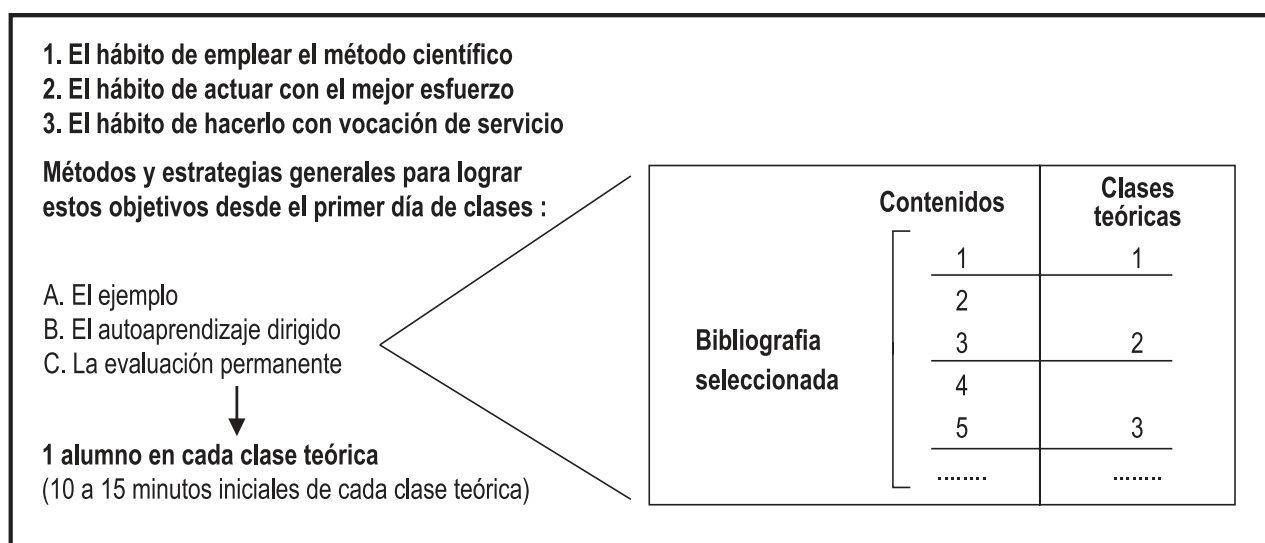 1. El hábito de emplear el método científico
2. El hábito de actuar con el mejor esfuerzo
3. El hábito de hacerlo con vocación de servicio
Métodos y estrategias generales para lograr
estos objetivos desde el primer día de clases :
A. El ejemplo
B. El autoaprendizaje dirigido
C. La evaluación permanente
1 alumno en cada clase teórica
(10 a 15 minutos iniciales de cada clase teórica)
Bibliografia
seleccionada
Contenidos
Clases
teóricas
1 1
2
3 2
4
5 3
........ ........